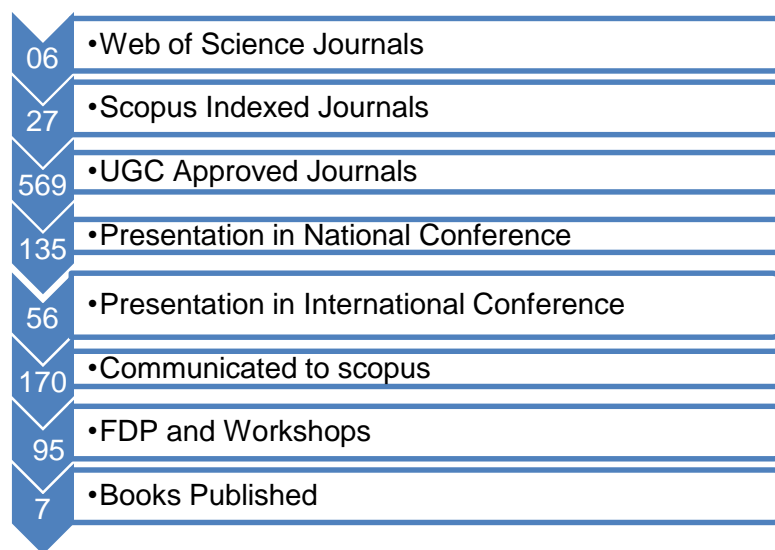 06 •Web of Science Journals
27 •Scopus Indexed Journals
569 •UGC Approved Journals
135 •Presentation in National Conference
56 •Presentation in International Conference
170 •Communicated to scopus
95 •FDP and Workshops
7 •Books Published